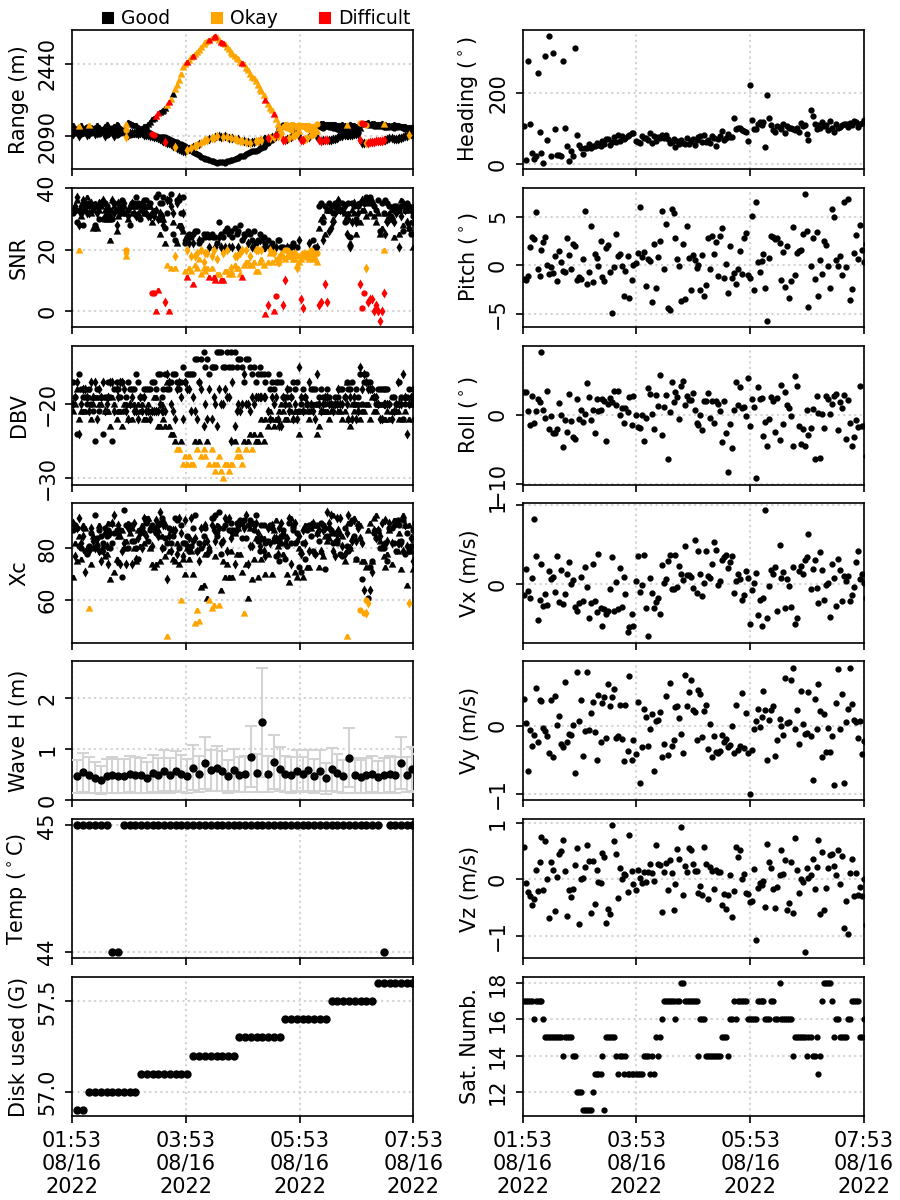 Good Okay Difficult
Range (m)
2440
2090
Heading (°)
200
0
SNR
40
20
0
Pitch (°)
5
0
−5
DBV
−20
−30
Roll (°)
0
−10
Xc
80
60
Vx (m/s)
1
0
Wave H (m)
2
1
0
Vy (m/s)
0
−1
Temp (°C)
45
44
Vz (m/s)
1
0
−1
Disk used (G)
57.5
57.0
Sat. Numb.
18
16
14
12
01:53 03:53 05:53 07:53
08/16 08/16 08/16 08/16
2022 2022 2022 2022
01:53 03:53 05:53 07:53
08/16 08/16 08/16 08/16
2022 2022 2022 2022